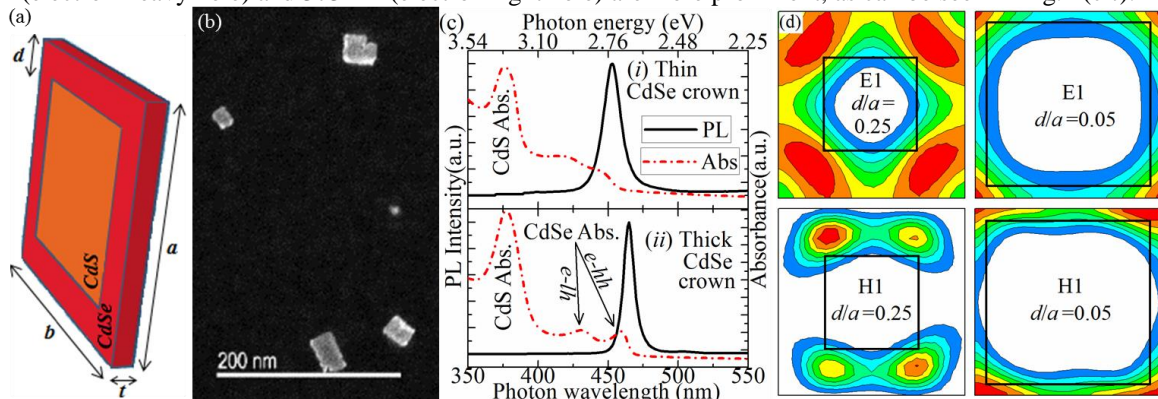 (a)
d
a
b
t
CdS
CdSe
(b)
200 nm
(c)
Photon energy (eV)
3.54 3.10 2.76 2.48 2.25
PL Intensity(a.u.)
Absorbance(a.u.)
CdS Abs.
(i) Thin
CdSe crown
PL
Abs
CdS Abs.
CdSe Abs.
e-lh
e-hh
(ii) Thick
CdSe
crown
350 400 450 500 550
Photon wavelength (nm)
(d)
E1
d/a=
0.25
E1
d/a=0.05
H1
d/a=0.25
H1
d/a=0.05